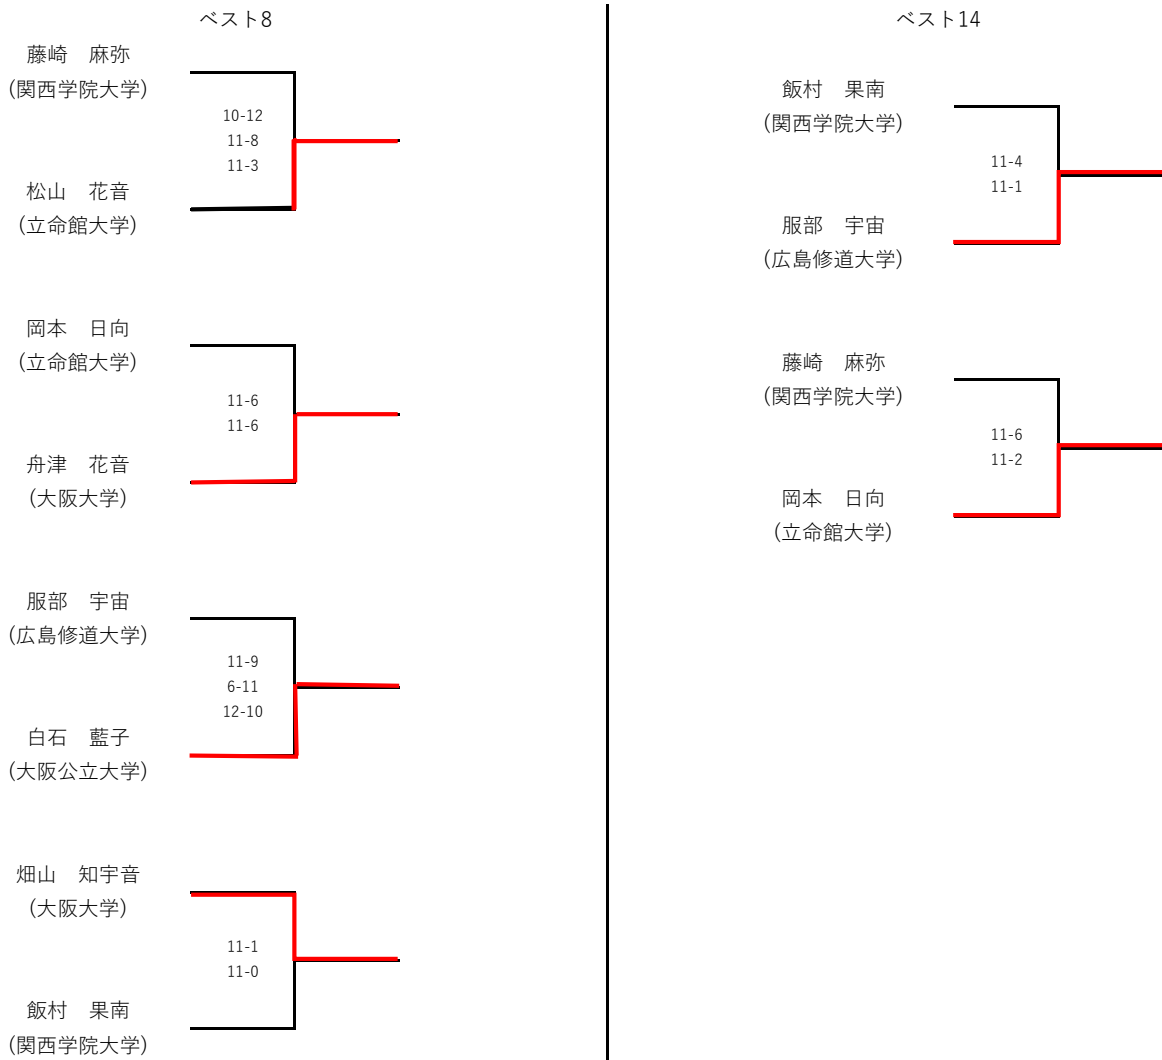 ベスト8
藤崎　麻弥
(関西学院大学)
10-12
11-8
11-3
松山　花音
(立命館大学)
岡本　日向
(立命館大学)
11-6
11-6
舟津　花音
(大阪大学)
服部　宇宙
(広島修道大学)
11-9
6-11
12-10
白石　藍子
(大阪公立大学)
畑山　知宇音
(大阪大学)
11-1
11-0
飯村　果南
(関西学院大学)
ベスト14
飯村　果南
(関西学院大学)
11-4
11-1
服部　宇宙
(広島修道大学)
藤崎　麻弥
(関西学院大学)
11-6
11-2
岡本　日向
(立命館大学)